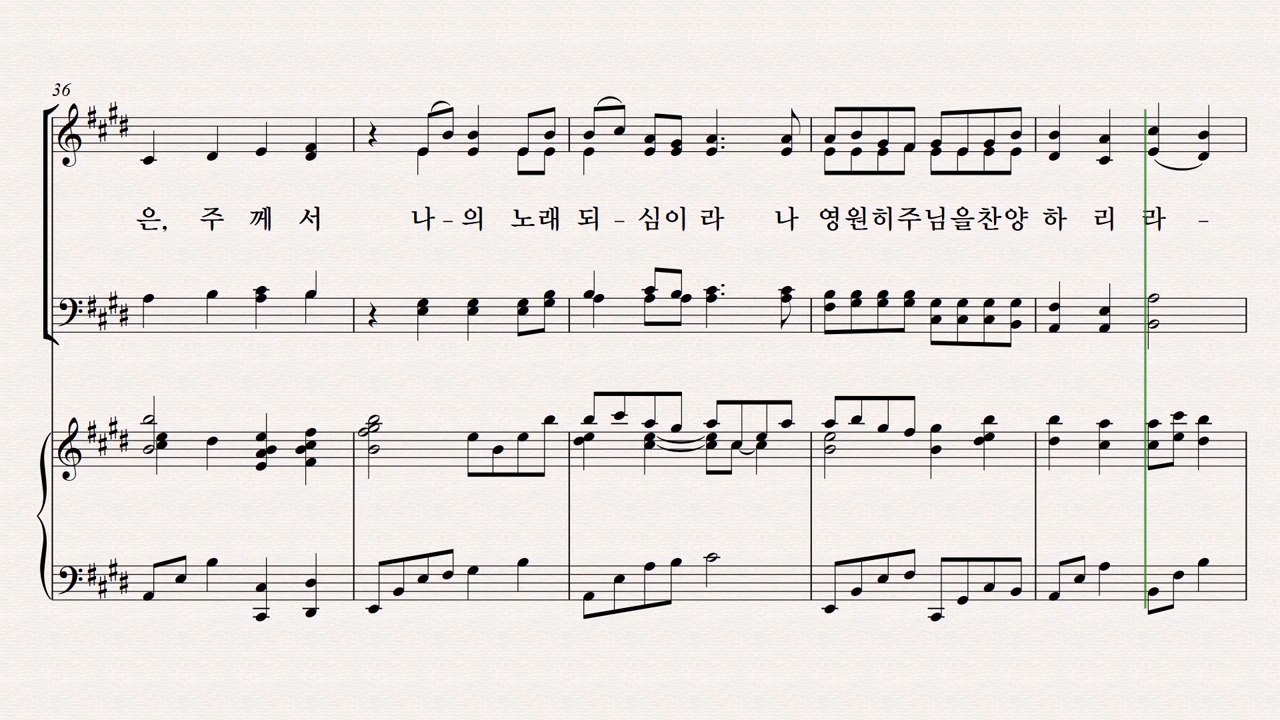 36
은, 주 께 서 나 – 의 노래 되 – 심이 라 나 영원히주님을찬양 하 리 라 –